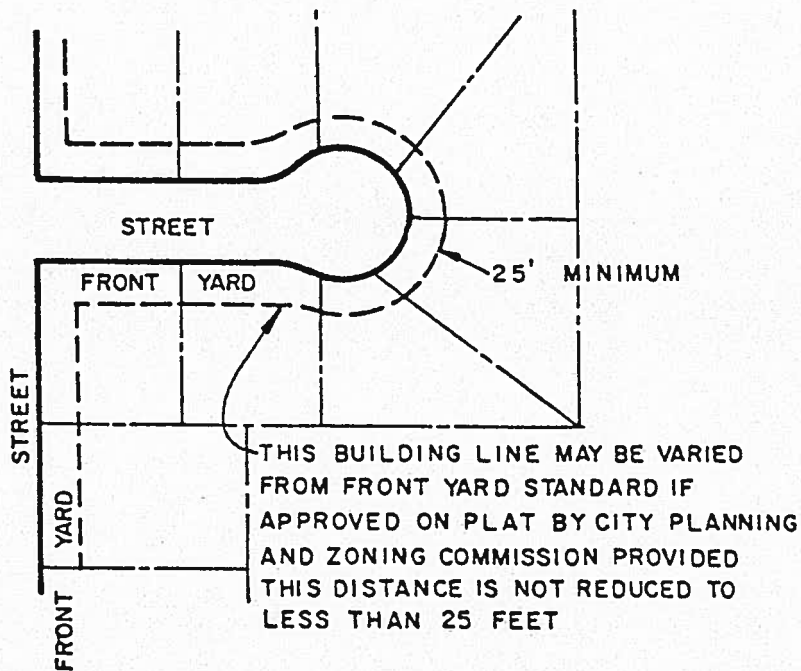 STREET
FRONT YARD
25' MINIMUM
STREET
THIS BUILDING LINE MAY BE VARIED
FROM FRONT YARD STANDARD IF
APPROVED ON PLAT BY CITY PLANNING
AND ZONING COMMISSION PROVIDED
THIS DISTANCE IS NOT REDUCED TO
LESS THAN 25 FEET
FRONT YARD